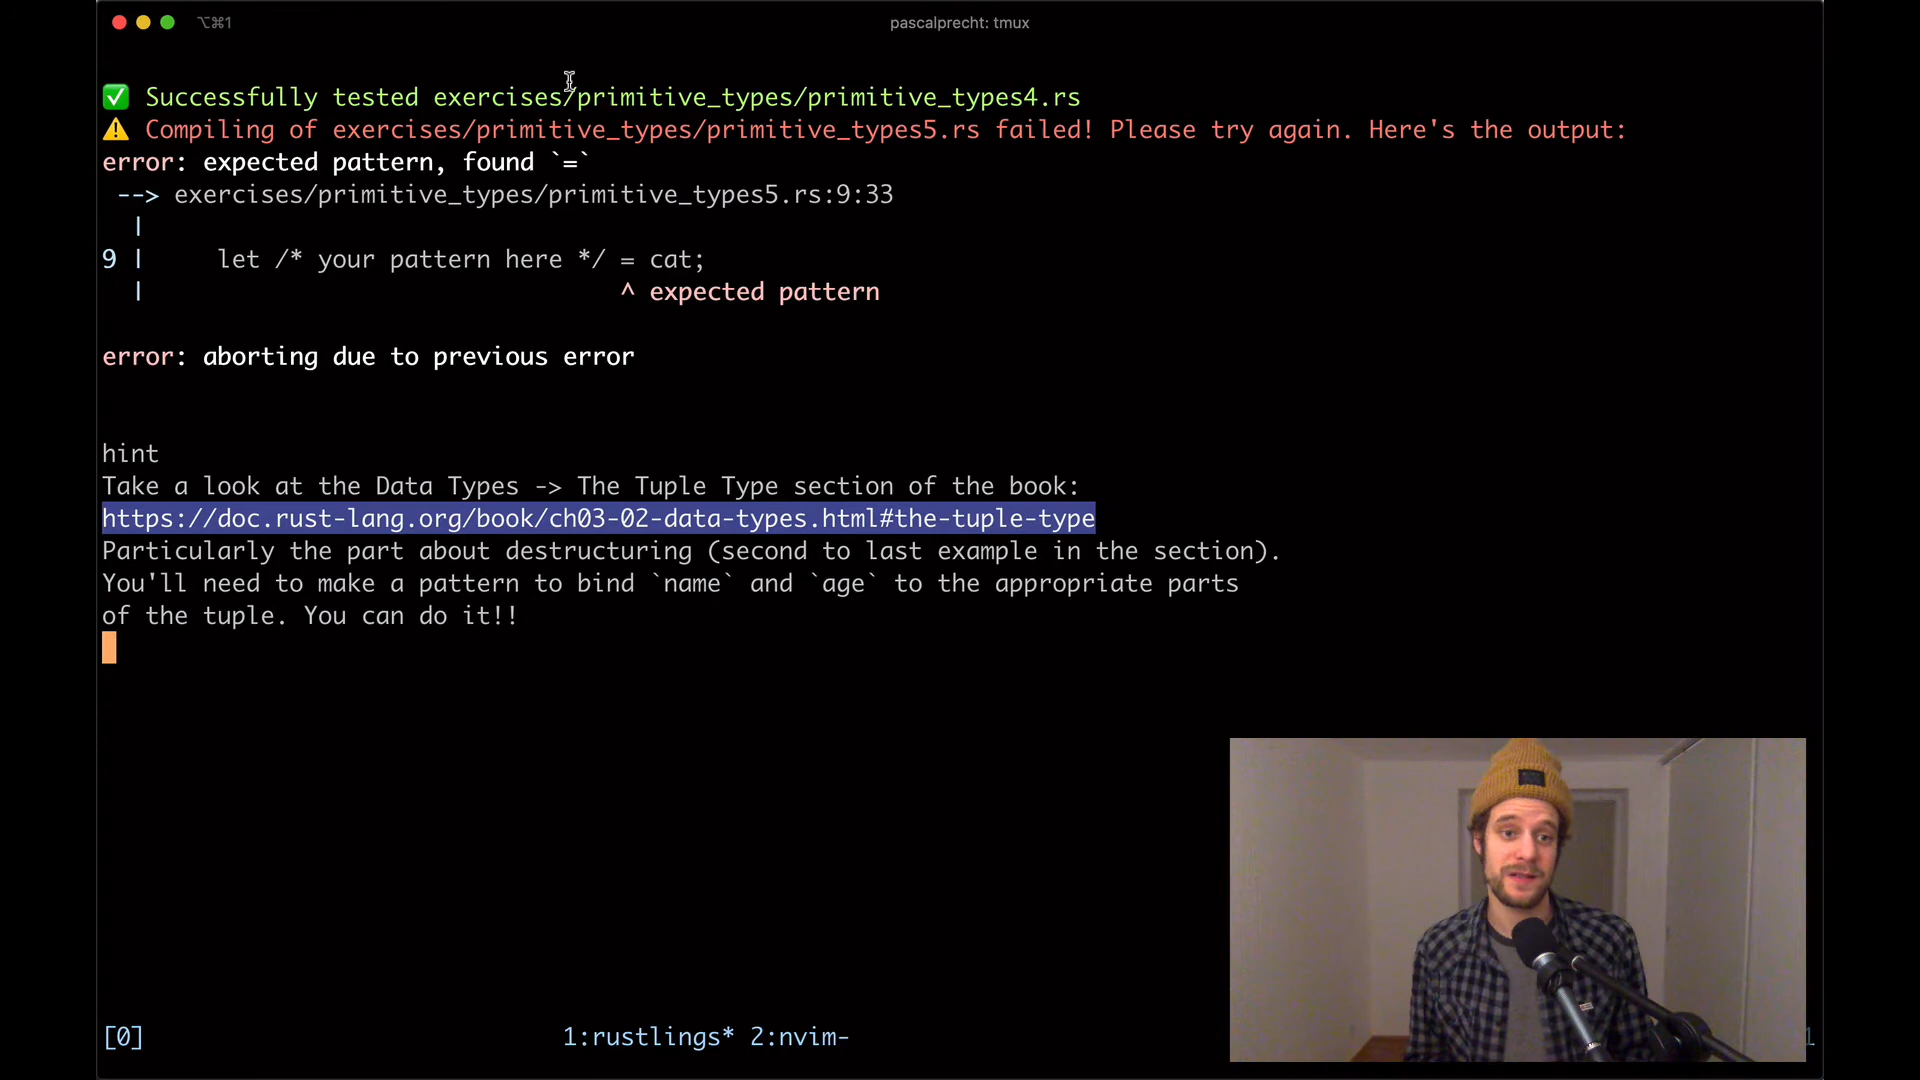 ⌥⌘1
pascalprecht: tmux
✅ Successfully tested exercises/primitive_types/primitive_types4.rs
⚠️ Compiling of exercises/primitive_types/primitive_types5.rs failed! Please try again. Here's the output:
error: expected pattern, found `=`
--> exercises/primitive_types/primitive_types5.rs:9:33
|
9 |     let /* your pattern here */ = cat;
|                                 ^ expected pattern
error: aborting due to previous error
hint
Take a look at the Data Types -> The Tuple Type section of the book:
https://doc.rust-lang.org/book/ch03-02-data-types.html#the-tuple-type
Particularly the part about destructuring (second to last example in the section).
You'll need to make a pattern to bind `name` and `age` to the appropriate parts
of the tuple. You can do it!!
[0] 1:rustlings* 2:nvim-